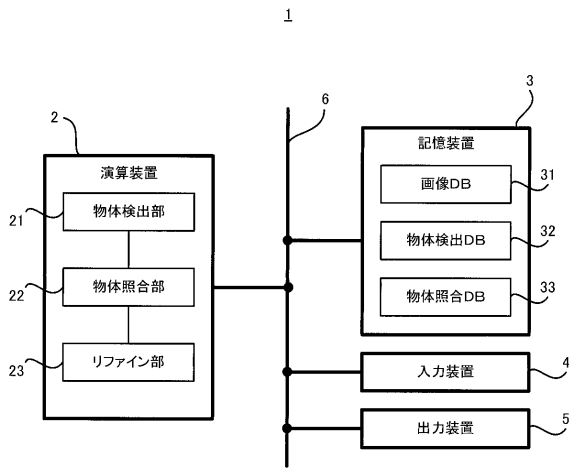 1
2
演算装置
物体検出部
21
物体照合部
22
リファイン部
23
6
3
記憶装置
画像DB
31
物体検出DB
32
物体照合DB
33
入力装置
4
出力装置
5